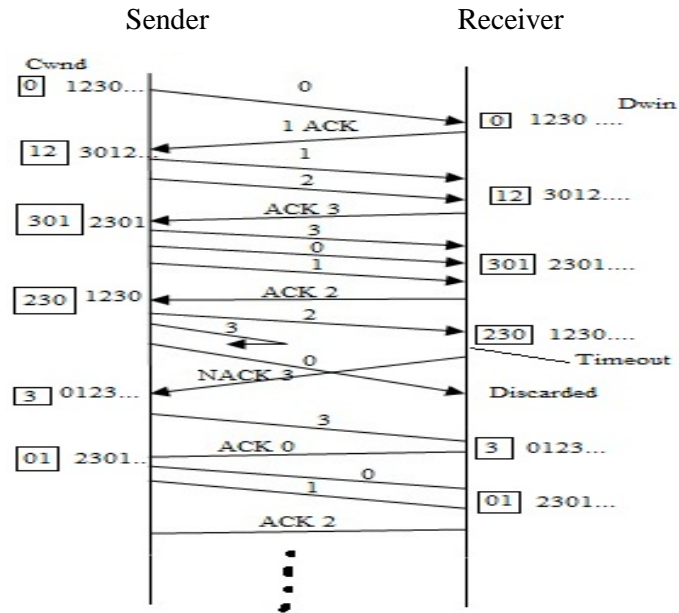 Sender Receiver
Cwnd
0 1230... 0
Dwin
0 1230 ....
1 ACK
12 3012... 1
2
12 3012...
ACK 3
301 2301 3
0
301 2301....
1
ACK 2
230 1230
2
3
230 1230...
Timeout
0
NACK 3
3 0123... Discarded
3
ACK 0 3 0123...
01 2301.. 0
1
01 2301...
ACK 2